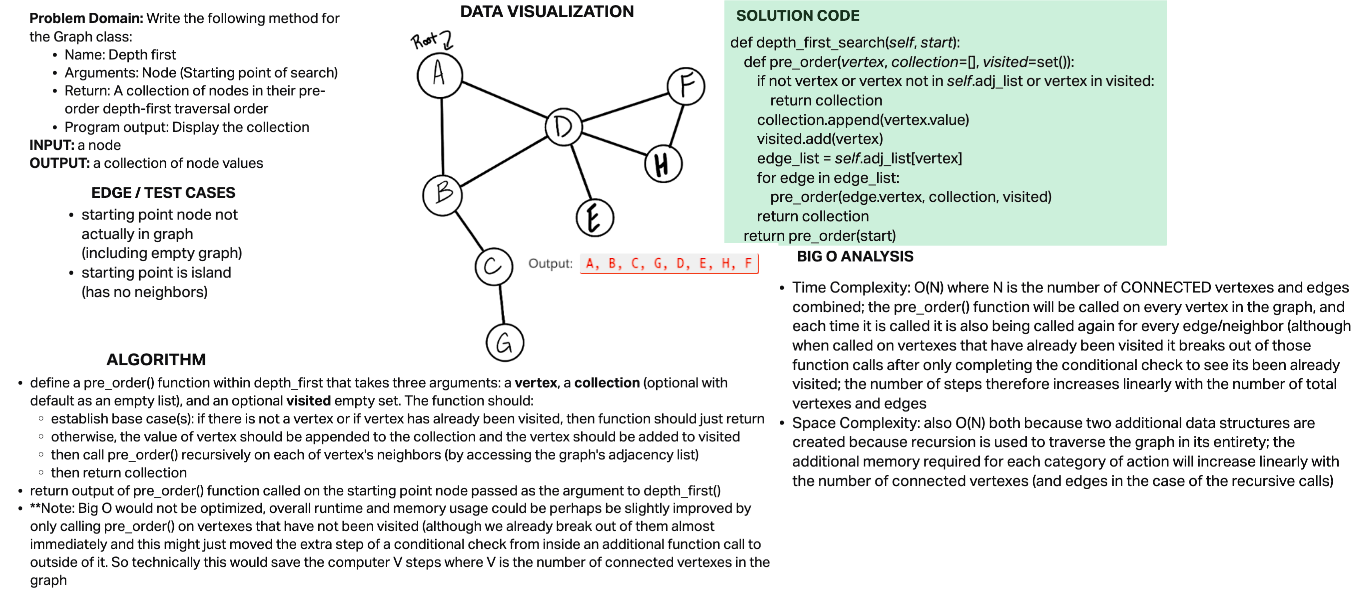 Problem Domain: Write the following method for
the Graph class:
• Name: Depth first
• Arguments: Node (Starting point of search)
• Return: A collection of nodes in their pre-
order depth-first traversal order
• Program output: Display the collection
INPUT: a node
OUTPUT: a collection of node values
EDGE / TEST CASES
• starting point node not
actually in graph
(including empty graph)
• starting point is island
(has no neighbors)
DATA VISUALIZATION
Root
A
F
D
H
B
E
C
G
Output: A, B, C, G, D, E, H, F
SOLUTION CODE
def depth_first_search(self, start):
def pre_order(vertex, collection=[], visited=set()):
if not vertex or vertex not in self.adj_list or vertex in visited:
return collection
collection.append(vertex.value)
visited.add(vertex)
edge_list = self.adj_list[vertex]
for edge in edge_list:
pre_order(edge.vertex, collection, visited)
return collection
return pre_order(start)
BIG O ANALYSIS
• Time Complexity: O(N) where N is the number of CONNECTED vertexes and edges
combined; the pre_order() function will be called on every vertex in the graph, and
each time it is called it is also being called again for every edge/neighbor (although
when called on vertexes that have already been visited it breaks out of those
function calls after only completing the conditional check to see its been already
visited; the number of steps therefore increases linearly with the number of total
vertexes and edges
• Space Complexity: also O(N) both because two additional data structures are
created because recursion is used to traverse the graph in its entirety; the
additional memory required for each category of action will increase linearly with
the number of connected vertexes (and edges in the case of the recursive calls)
ALGORITHM
• define a pre_order() function within depth_first that takes three arguments: a vertex, a collection (optional with
default as an empty list), and an optional visited empty set. The function should:
◦ establish base case(s): if there is not a vertex or if vertex has already been visited, then function should just return
◦ otherwise, the value of vertex should be appended to the collection and the vertex should be added to visited
◦ then call pre_order() recursively on each of vertex's neighbors (by accessing the graph's adjacency list)
◦ then return collection
• return output of pre_order() function called on the starting point node passed as the argument to depth_first()
• **Note: Big O would not be optimized, overall runtime and memory usage could be perhaps be slightly improved by
only calling pre_order() on vertexes that have not been visited (although we already break out of them almost
immediately and this might just moved the extra step of a conditional check from inside an additional function call to
outside of it. So technically this would save the computer V steps where V is the number of connected vertexes in the
graph